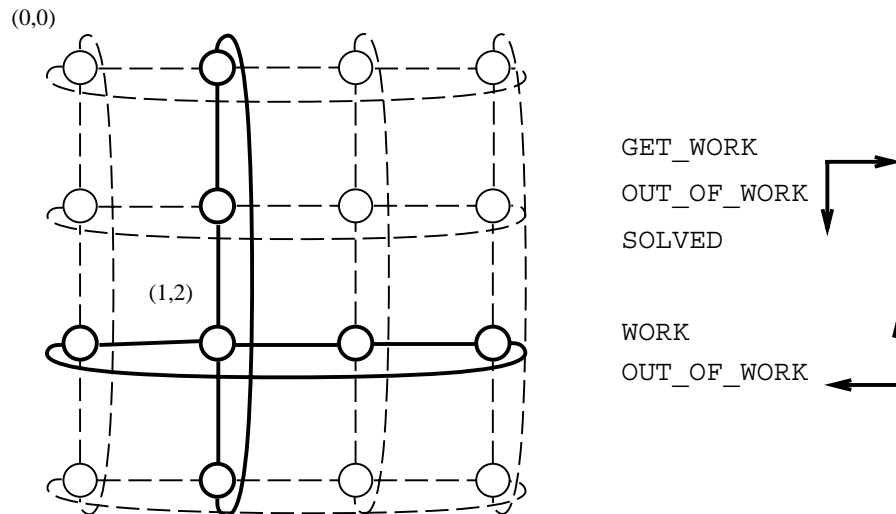 (0,0)
GET_WORK
OUT_OF_WORK
SOLVED
(1,2)
WORK
OUT_OF_WORK